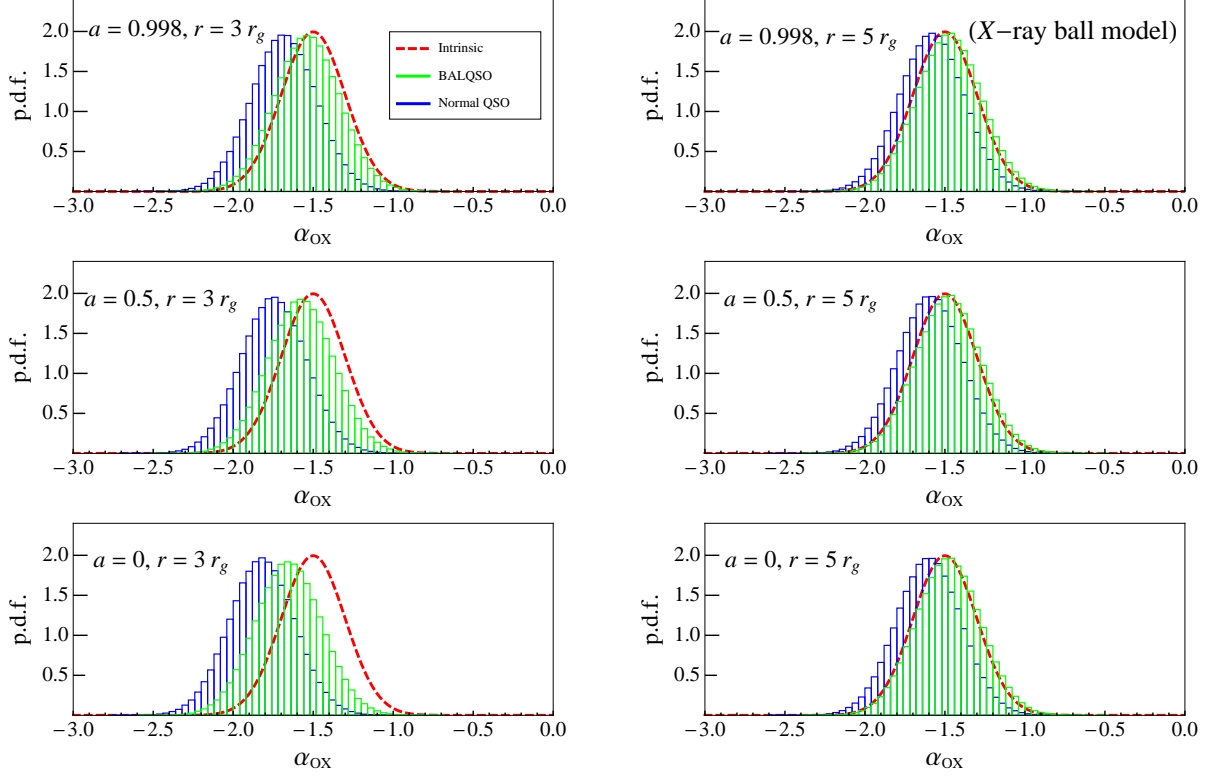 a = 0.998, r = 3 r_g
Intrinsic
BALQSO
Normal QSO
p.d.f.
2.0
1.5
1.0
0.5
−3.0 −2.5 −2.0 −1.5 −1.0 −0.5 0.0
α_OX
a = 0.998, r = 5 r_g
(X−ray ball model)
p.d.f.
2.0
1.5
1.0
0.5
−3.0 −2.5 −2.0 −1.5 −1.0 −0.5 0.0
α_OX
a = 0.5, r = 3 r_g
p.d.f.
2.0
1.5
1.0
0.5
−3.0 −2.5 −2.0 −1.5 −1.0 −0.5 0.0
α_OX
a = 0.5, r = 5 r_g
p.d.f.
2.0
1.5
1.0
0.5
−3.0 −2.5 −2.0 −1.5 −1.0 −0.5 0.0
α_OX
a = 0, r = 3 r_g
p.d.f.
2.0
1.5
1.0
0.5
−3.0 −2.5 −2.0 −1.5 −1.0 −0.5 0.0
α_OX
a = 0, r = 5 r_g
p.d.f.
2.0
1.5
1.0
0.5
−3.0 −2.5 −2.0 −1.5 −1.0 −0.5 0.0
α_OX